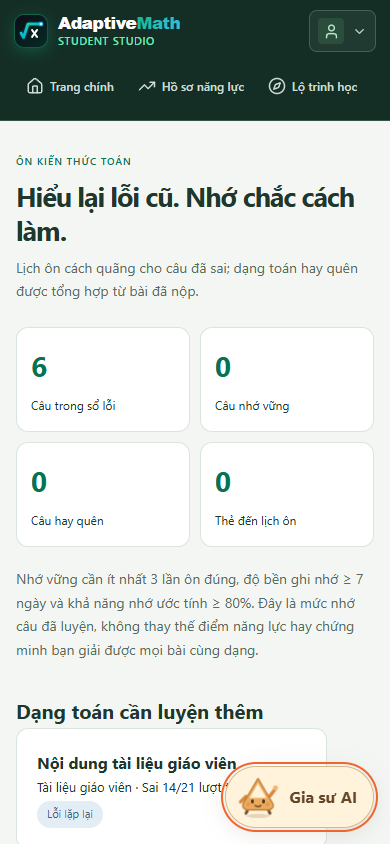 AdaptiveMath
STUDENT STUDIO
Trang chính
Hồ sơ năng lực
Lộ trình học
ÔN KIẾN THỨC TOÁN
Hiểu lại lỗi cũ. Nhớ chắc cách
làm.
Lịch ôn cách quãng cho câu đã sai; dạng toán hay quên
được tổng hợp từ bài đã nộp.
6
Câu trong sổ lỗi
0
Câu nhớ vững
0
Câu hay quên
0
Thẻ đến lịch ôn
Nhớ vững cần ít nhất 3 lần ôn đúng, độ bền ghi nhớ ≥ 7
ngày và khả năng nhớ ước tính ≥ 80%. Đây là mức nhớ
câu đã luyện, không thay thế điểm năng lực hay chứng
minh bạn giải được mọi bài cùng dạng.
Dạng toán cần luyện thêm
Nội dung tài liệu giáo viên
Tài liệu giáo viên · Sai 14/21 lượt
Lỗi lặp lại
Gia sư AI